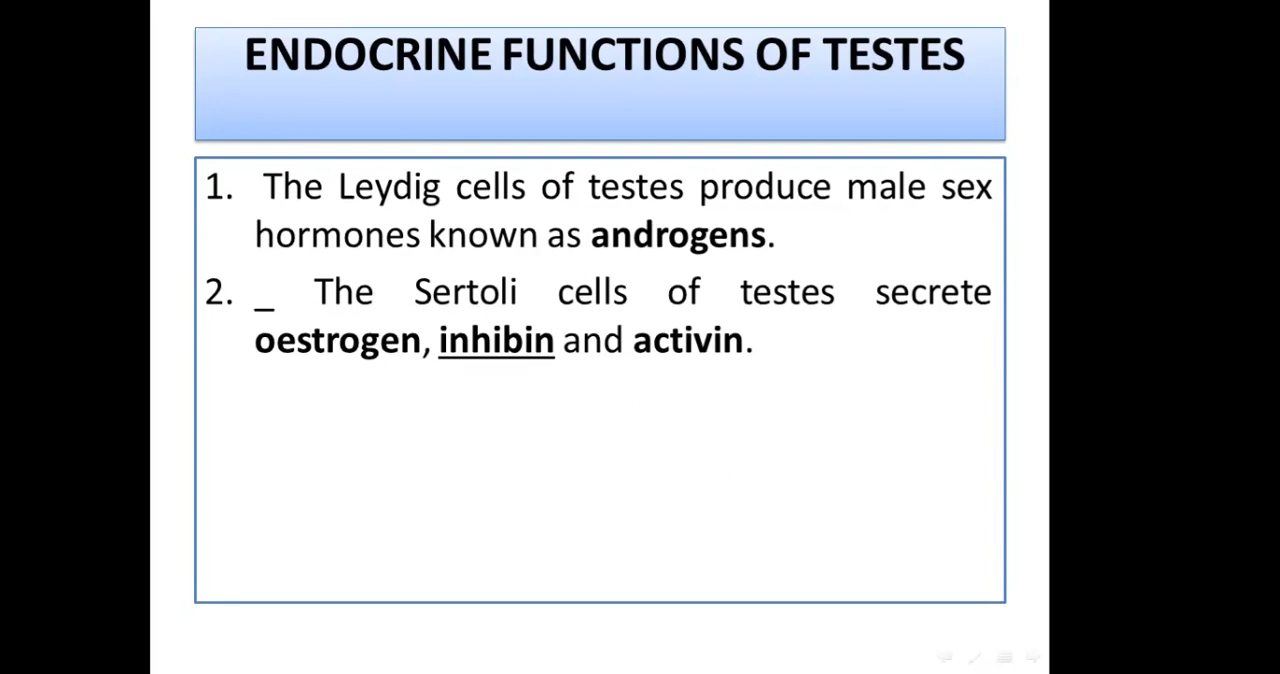 ENDOCRINE FUNCTIONS OF TESTES
1. The Leydig cells of testes produce male sex
hormones known as androgens.
2. _ The Sertoli cells of testes secrete
oestrogen, inhibin and activin.